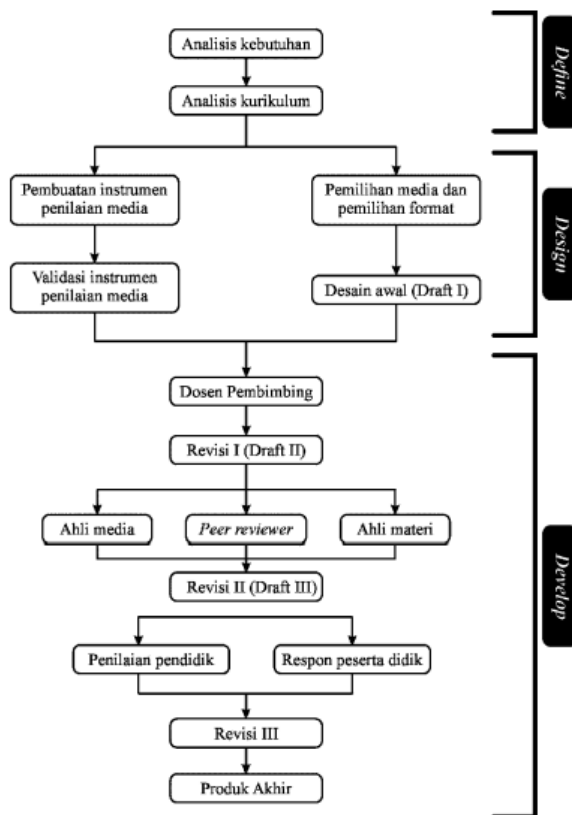 Analisis kebutuhan
Define
Analisis kurikulum
Pembuatan instrumen
penilaian media
Pemilihan media dan
pemilihan format
Design
Validasi instrumen
penilaian media
Desain awal (Draft I)
Dosen Pembimbing
Revisi I (Draft II)
Ahli media
Peer reviewer
Ahli materi
Revisi II (Draft III)
Develop
Penilaian pendidik
Respon peserta didik
Revisi III
Produk Akhir